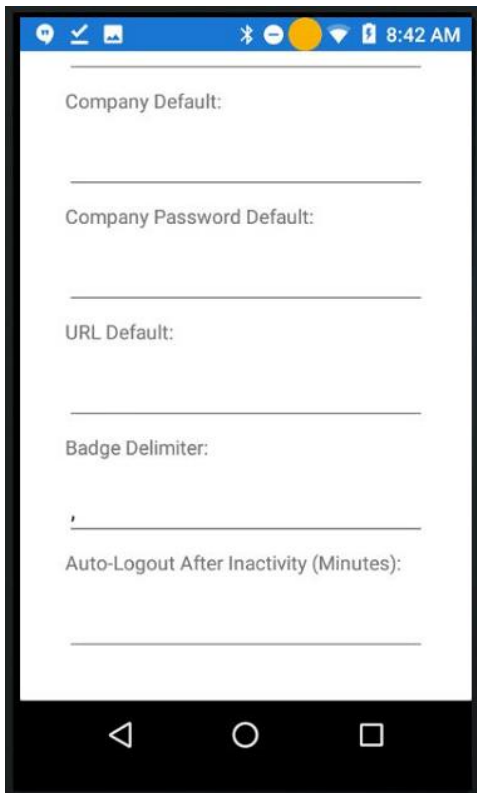 8:42 AM
Company Default:
Company Password Default:
URL Default:
Badge Delimiter:
,
Auto-Logout After Inactivity (Minutes):